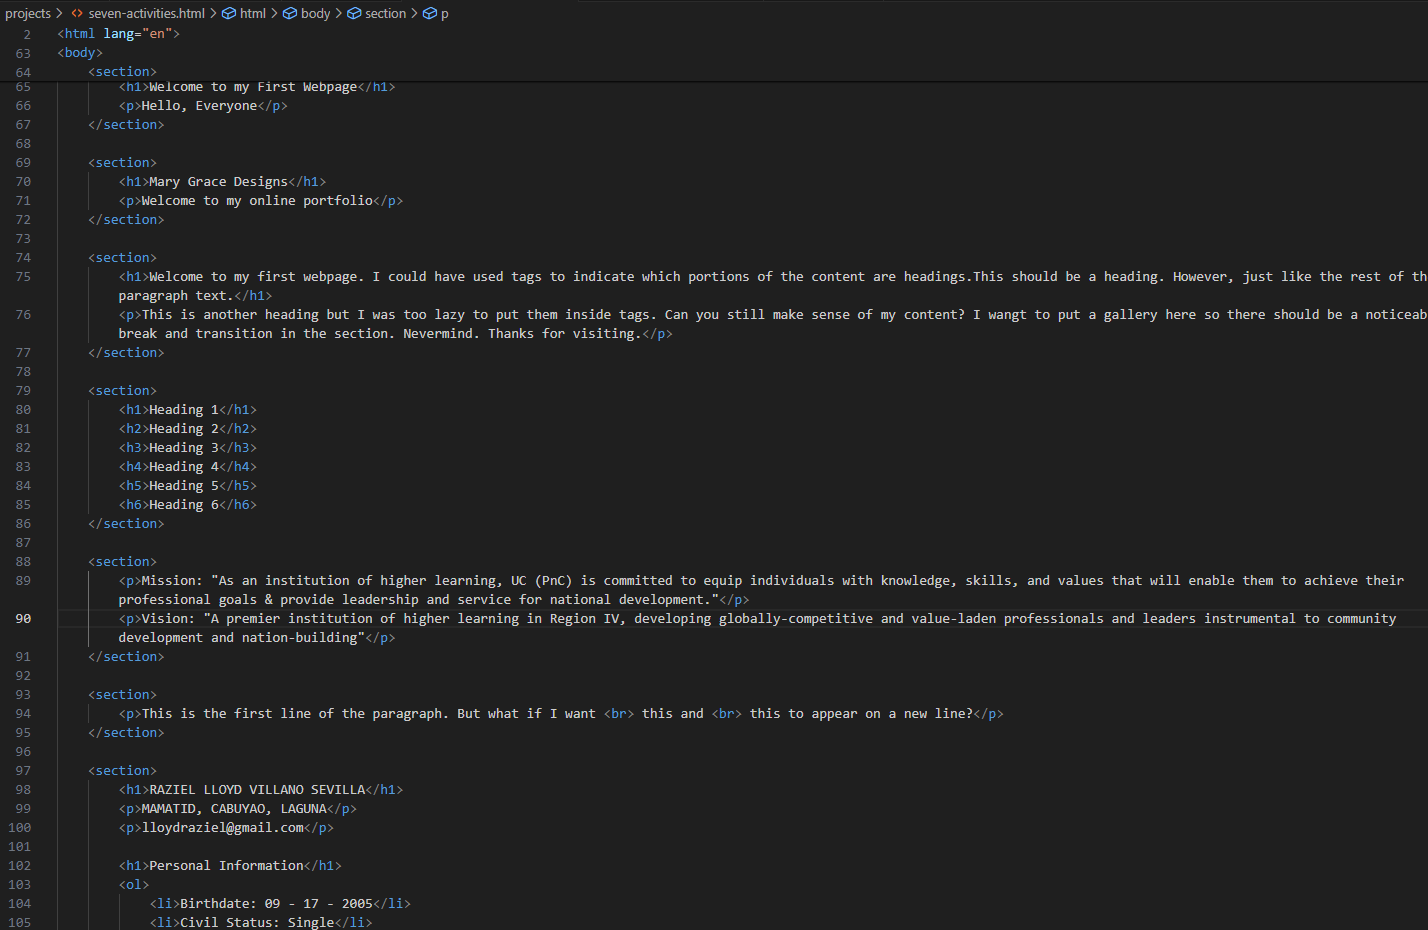 projects > seven-activities.html > html > body > section > p
2 <html lang="en">
63 <body>
64 <section>
65 <h1>Welcome to my First Webpage</h1>
66 <p>Hello, Everyone</p>
67 </section>
68
69 <section>
70 <h1>Mary Grace Designs</h1>
71 <p>Welcome to my online portfolio</p>
72 </section>
73
74 <section>
75 <h1>Welcome to my first webpage. I could have used tags to indicate which portions of the content are headings.This should be a heading. However, just like the rest of th
paragraph text.</h1>
76 <p>This is another heading but I was too lazy to put them inside tags. Can you still make sense of my content? I wangt to put a gallery here so there should be a noticeab
break and transition in the section. Nevermind. Thanks for visiting.</p>
77 </section>
78
79 <section>
80 <h1>Heading 1</h1>
81 <h2>Heading 2</h2>
82 <h3>Heading 3</h3>
83 <h4>Heading 4</h4>
84 <h5>Heading 5</h5>
85 <h6>Heading 6</h6>
86 </section>
87
88 <section>
89 <p>Mission: "As an institution of higher learning, UC (PnC) is committed to equip individuals with knowledge, skills, and values that will enable them to achieve their
professional goals & provide leadership and service for national development."</p>
90 <p>Vision: "A premier institution of higher learning in Region IV, developing globally-competitive and value-laden professionals and leaders instrumental to community
development and nation-building"</p>
91 </section>
92
93 <section>
94 <p>This is the first line of the paragraph. But what if I want <br> this and <br> this to appear on a new line?</p>
95 </section>
96
97 <section>
98 <h1>RAZIEL LLOYD VILLANO SEVILLA</h1>
99 <p>MAMATID, CABUYAO, LAGUNA</p>
100 <p>lloydraziel@gmail.com</p>
101
102 <h1>Personal Information</h1>
103 <ol>
104 <li>Birthdate: 09 - 17 - 2005</li>
105 <li>Civil Status: Single</li>